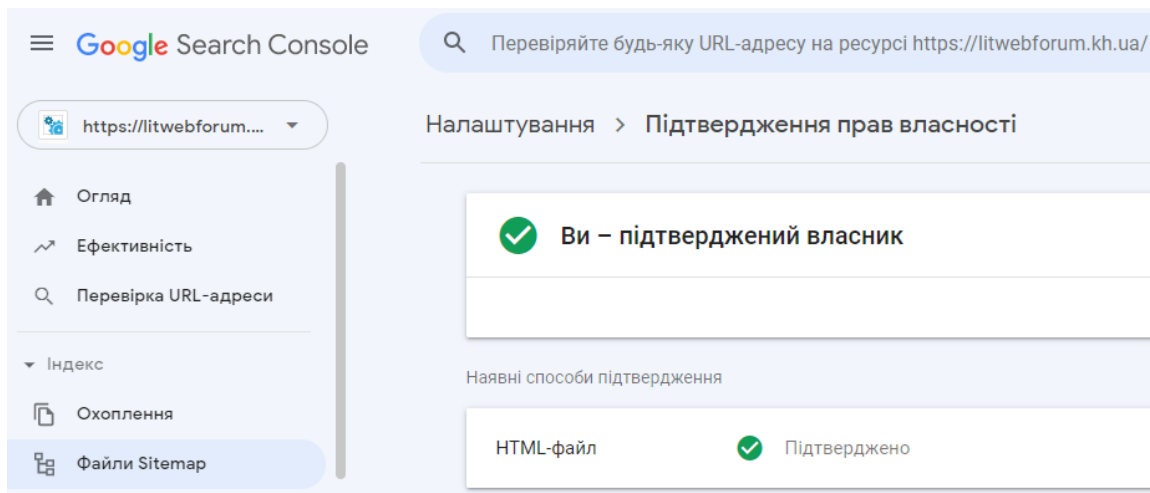 Google Search Console
Перевіряйте будь-яку URL-адресу на ресурсі https://litwebforum.kh.ua/
https://litwebforum....
Налаштування > Підтвердження прав власності
Огляд
Ефективність
Перевірка URL-адреси
Ви – підтверджений власник
Індекс
Охоплення
Файли Sitemap
Наявні способи підтвердження
HTML-файл Підтверджено